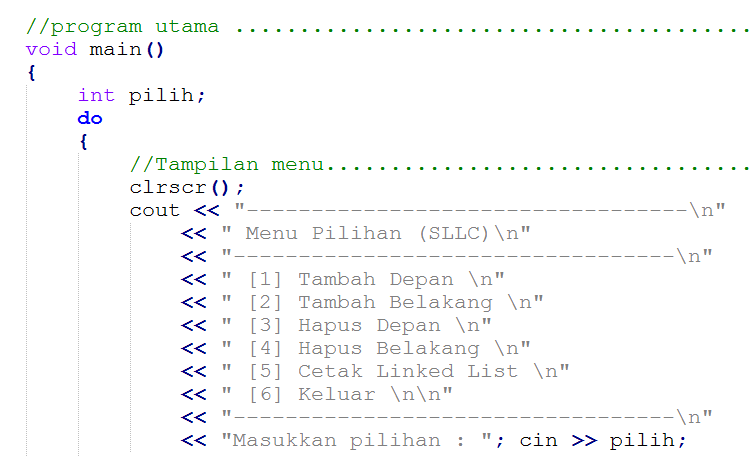 //program utama ........................................
void main()
{
int pilih;
do
{
//Tampilan menu.................................
clrscr();
cout << "----------------------------------\n"
<< " Menu Pilihan (SLLC)\n"
<< "----------------------------------\n"
<< " [1] Tambah Depan \n"
<< " [2] Tambah Belakang \n"
<< " [3] Hapus Depan \n"
<< " [4] Hapus Belakang \n"
<< " [5] Cetak Linked List \n"
<< " [6] Keluar \n\n"
<< "----------------------------------\n"
<< "Masukkan pilihan : "; cin >> pilih;